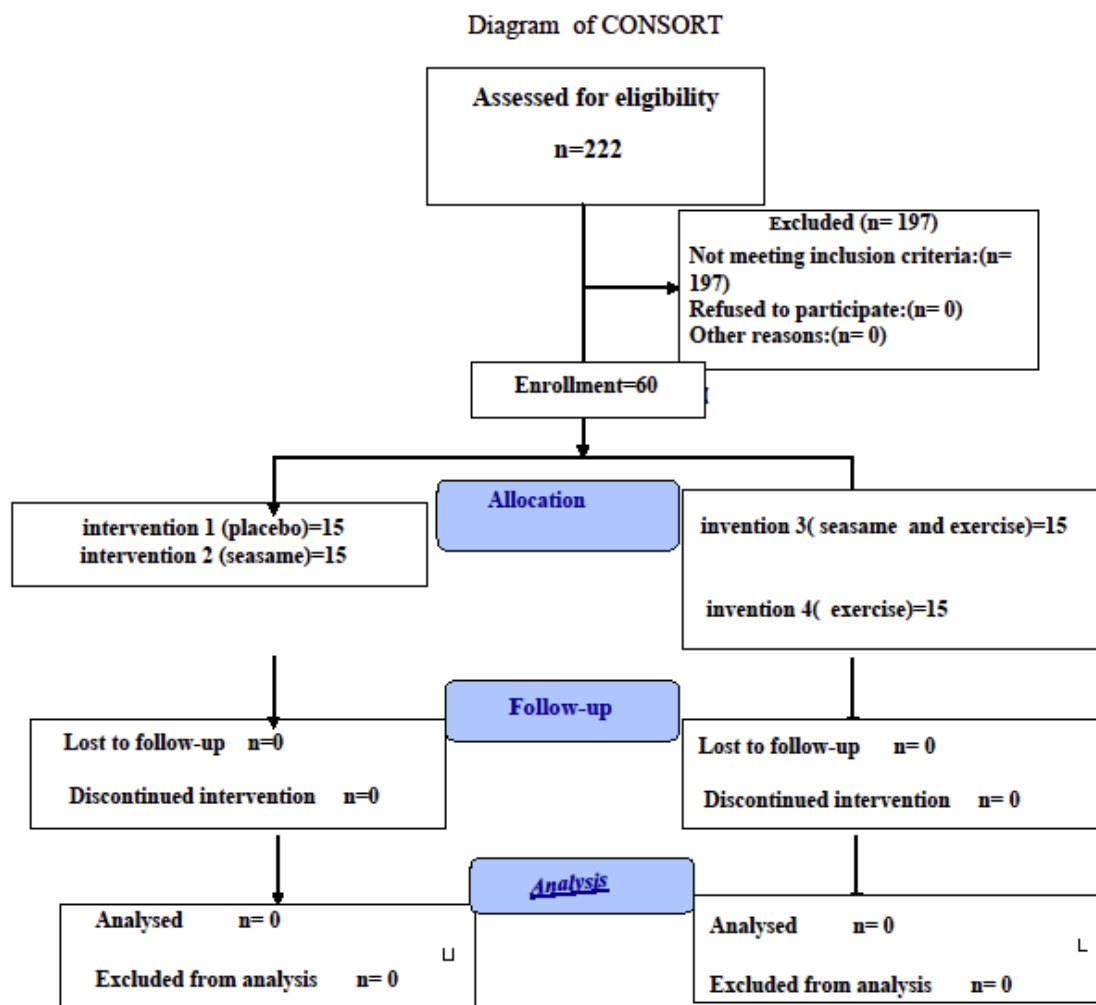 Diagram of CONSORT
Assessed for eligibility
n=222
Excluded (n= 197)
Not meeting inclusion criteria:(n=
197)
Refused to participate:(n= 0)
Other reasons:(n= 0)
Enrollment=60
Allocation
intervention 1 (placebo)=15
intervention 2 (seasame)=15
invention 3( seasame and exercise)=15
invention 4( exercise)=15
Follow-up
Lost to follow-up n=0
Discontinued intervention n=0
Lost to follow-up n= 0
Discontinued intervention n= 0
Analysis
Analysed n= 0
Excluded from analysis n= 0
Analysed n= 0
Excluded from analysis n= 0